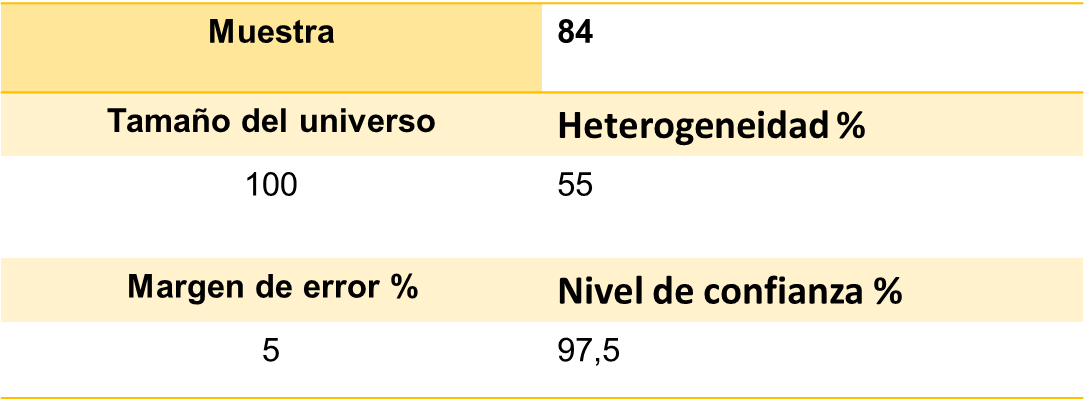 Muestra 84
Tamaño del universo Heterogeneidad %
100 55
Margen de error % Nivel de confianza %
5 97,5